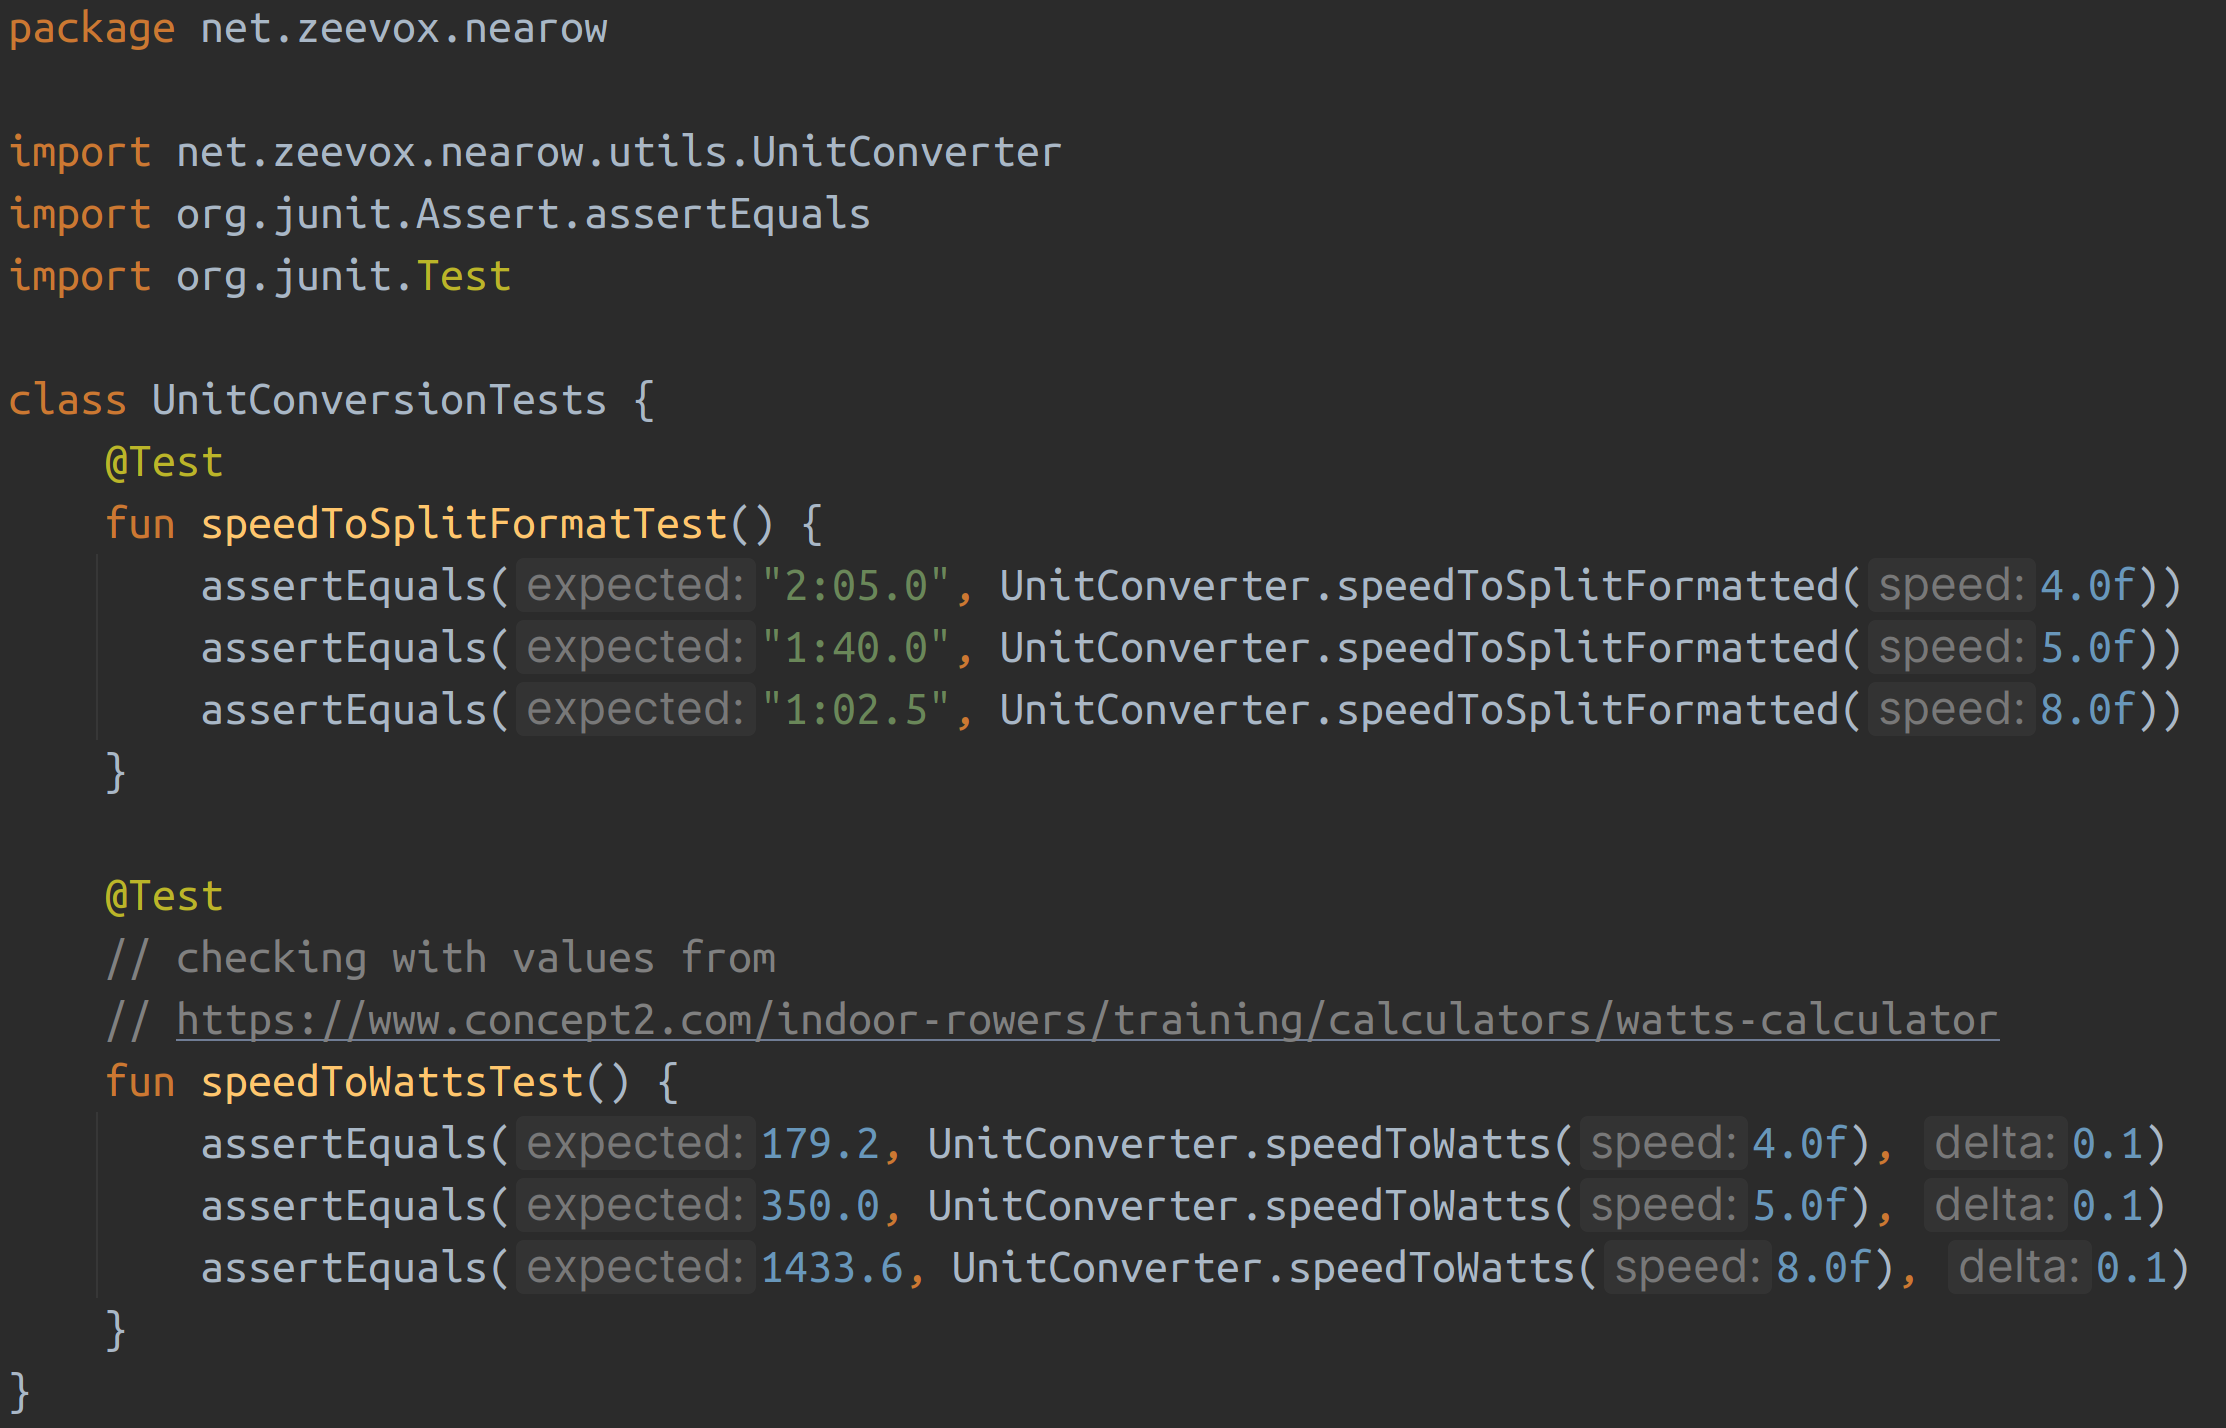 package net.zeevox.nearow
import net.zeevox.nearow.utils.UnitConverter
import org.junit.Assert.assertEquals
import org.junit.Test
class UnitConversionTests {
@Test
fun speedToSplitFormatTest() {
assertEquals( expected: "2:05.0", UnitConverter.speedToSplitFormatted( speed: 4.0f))
assertEquals( expected: "1:40.0", UnitConverter.speedToSplitFormatted( speed: 5.0f))
assertEquals( expected: "1:02.5", UnitConverter.speedToSplitFormatted( speed: 8.0f))
}
@Test
// checking with values from
// https://www.concept2.com/indoor-rowers/training/calculators/watts-calculator
fun speedToWattsTest() {
assertEquals( expected: 179.2, UnitConverter.speedToWatts( speed: 4.0f), delta: 0.1)
assertEquals( expected: 350.0, UnitConverter.speedToWatts( speed: 5.0f), delta: 0.1)
assertEquals( expected: 1433.6, UnitConverter.speedToWatts( speed: 8.0f), delta: 0.1)
}
}